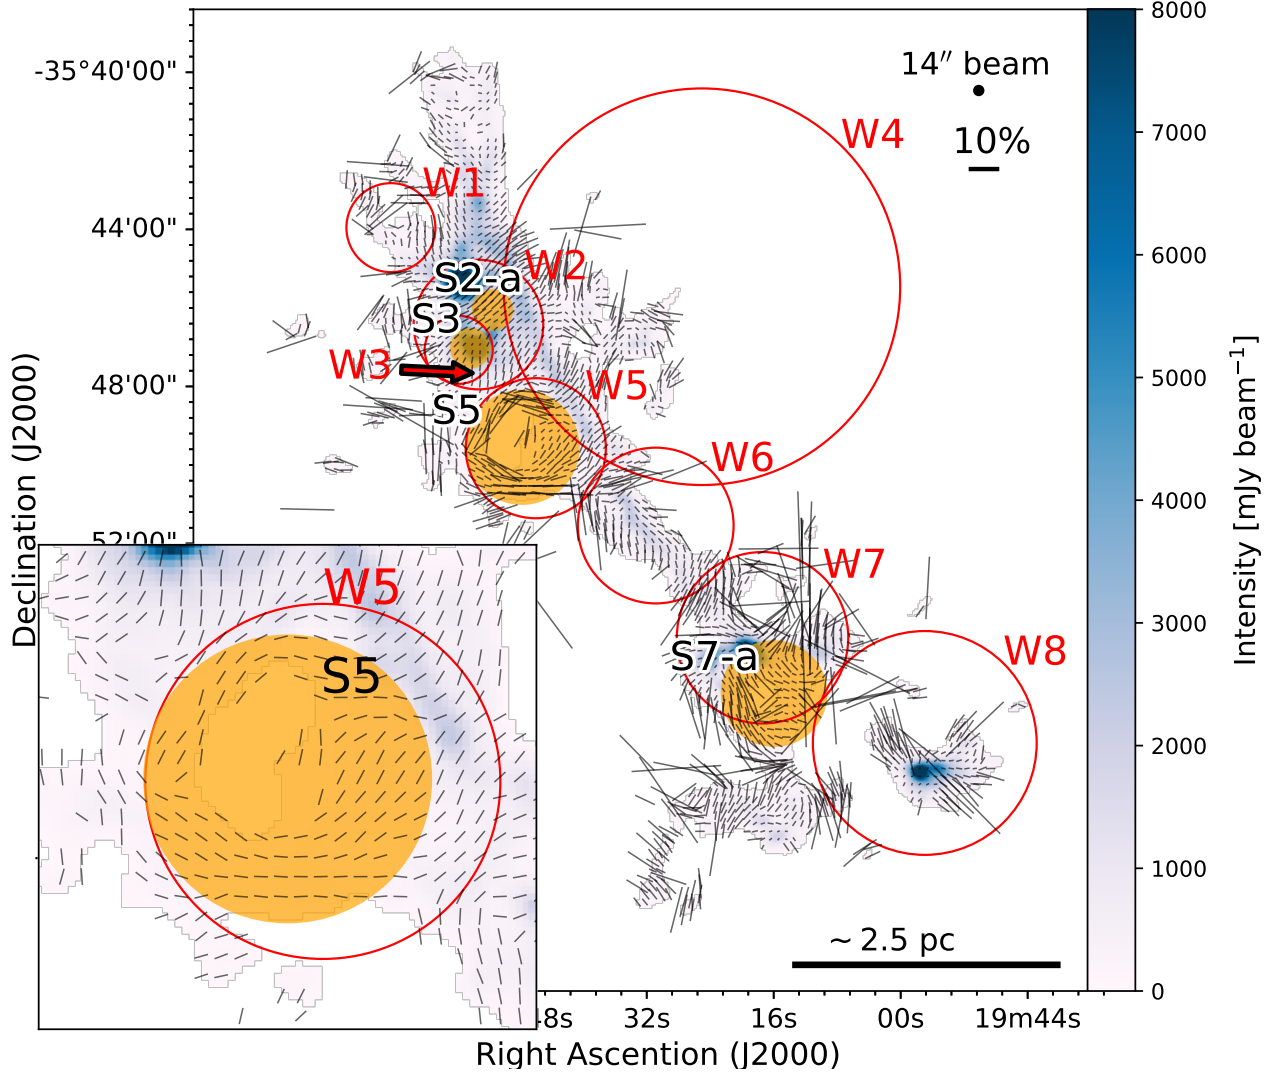 8000
-35°40'00"
14″ beam
W4
7000
10%
W1
44'00"
6000
S2-a
W2
S3
W3
48'00"
W5
5000
S5
W6
4000
52'00"
W7
W5
3000
S7-a
W8
S5
2000
1000
~ 2.5 pc
0
8s
32s
16s
00s
19m44s
Right Ascention (J2000)
Declination (J2000)
Intensity [mJy beam⁻¹]